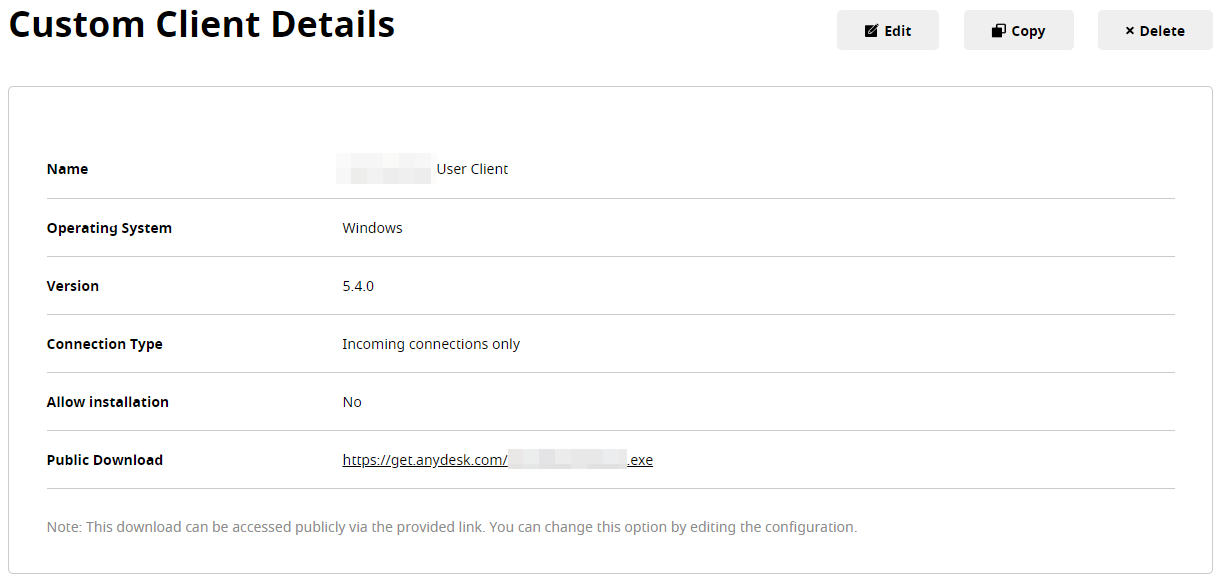 Custom Client Details
Edit
Copy
× Delete
Name User Client
Operating System Windows
Version 5.4.0
Connection Type Incoming connections only
Allow installation No
Public Download https://get.anydesk.com/ .exe
Note: This download can be accessed publicly via the provided link. You can change this option by editing the configuration.